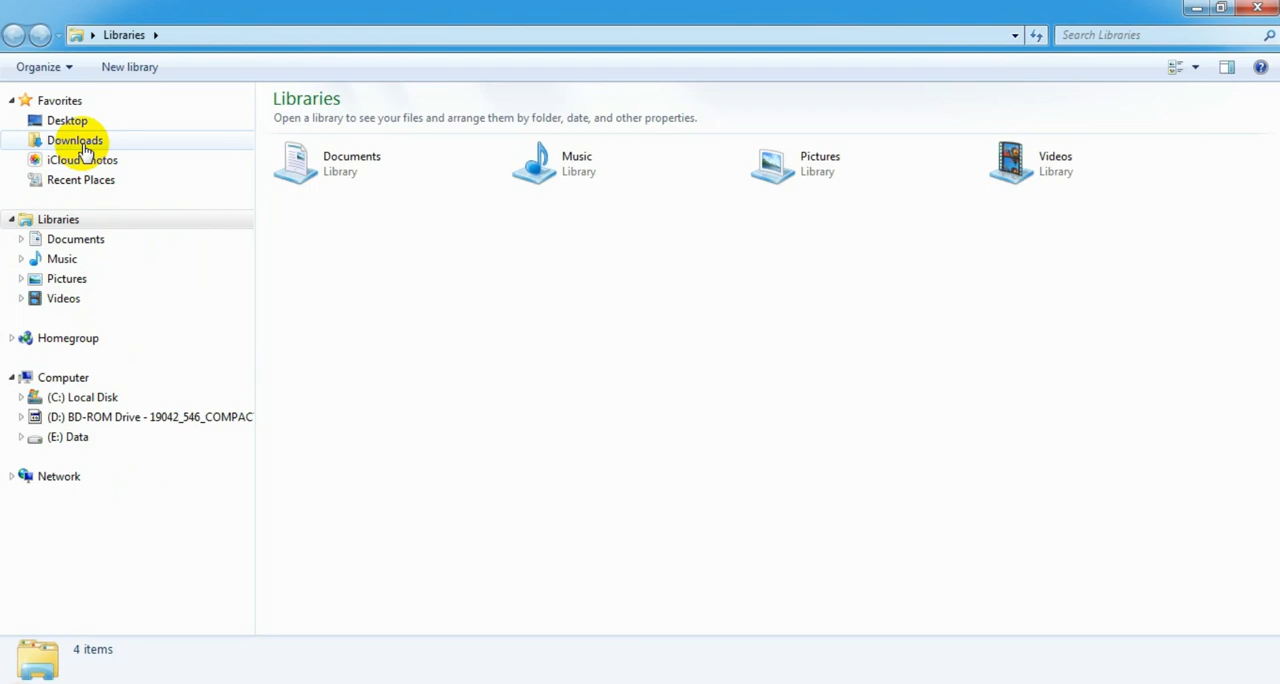 Libraries
Search Libraries
Organize
New library
Favorites
Desktop
Downloads
iCloud Photos
Recent Places
Libraries
Documents
Music
Pictures
Videos
Homegroup
Computer
(C:) Local Disk
(D:) BD-ROM Drive - 19042_546_COMPAC
(E:) Data
Network
Libraries
Open a library to see your files and arrange them by folder, date, and other properties.
Documents
Library
Music
Library
Pictures
Library
Videos
Library
4 items